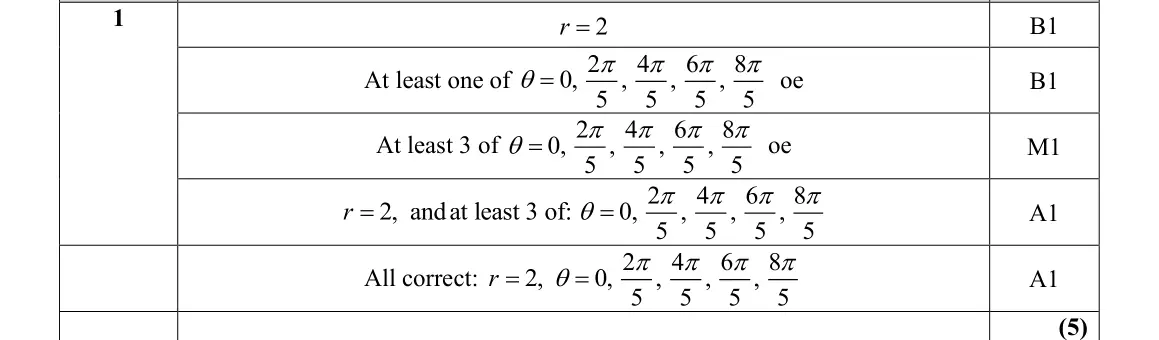 1 r = 2 B1
At least one of θ = 0, 2π/5, 4π/5, 6π/5, 8π/5 oe B1
At least 3 of θ = 0, 2π/5, 4π/5, 6π/5, 8π/5 oe M1
r = 2, and at least 3 of: θ = 0, 2π/5, 4π/5, 6π/5, 8π/5 A1
All correct: r = 2, θ = 0, 2π/5, 4π/5, 6π/5, 8π/5 A1
(5)